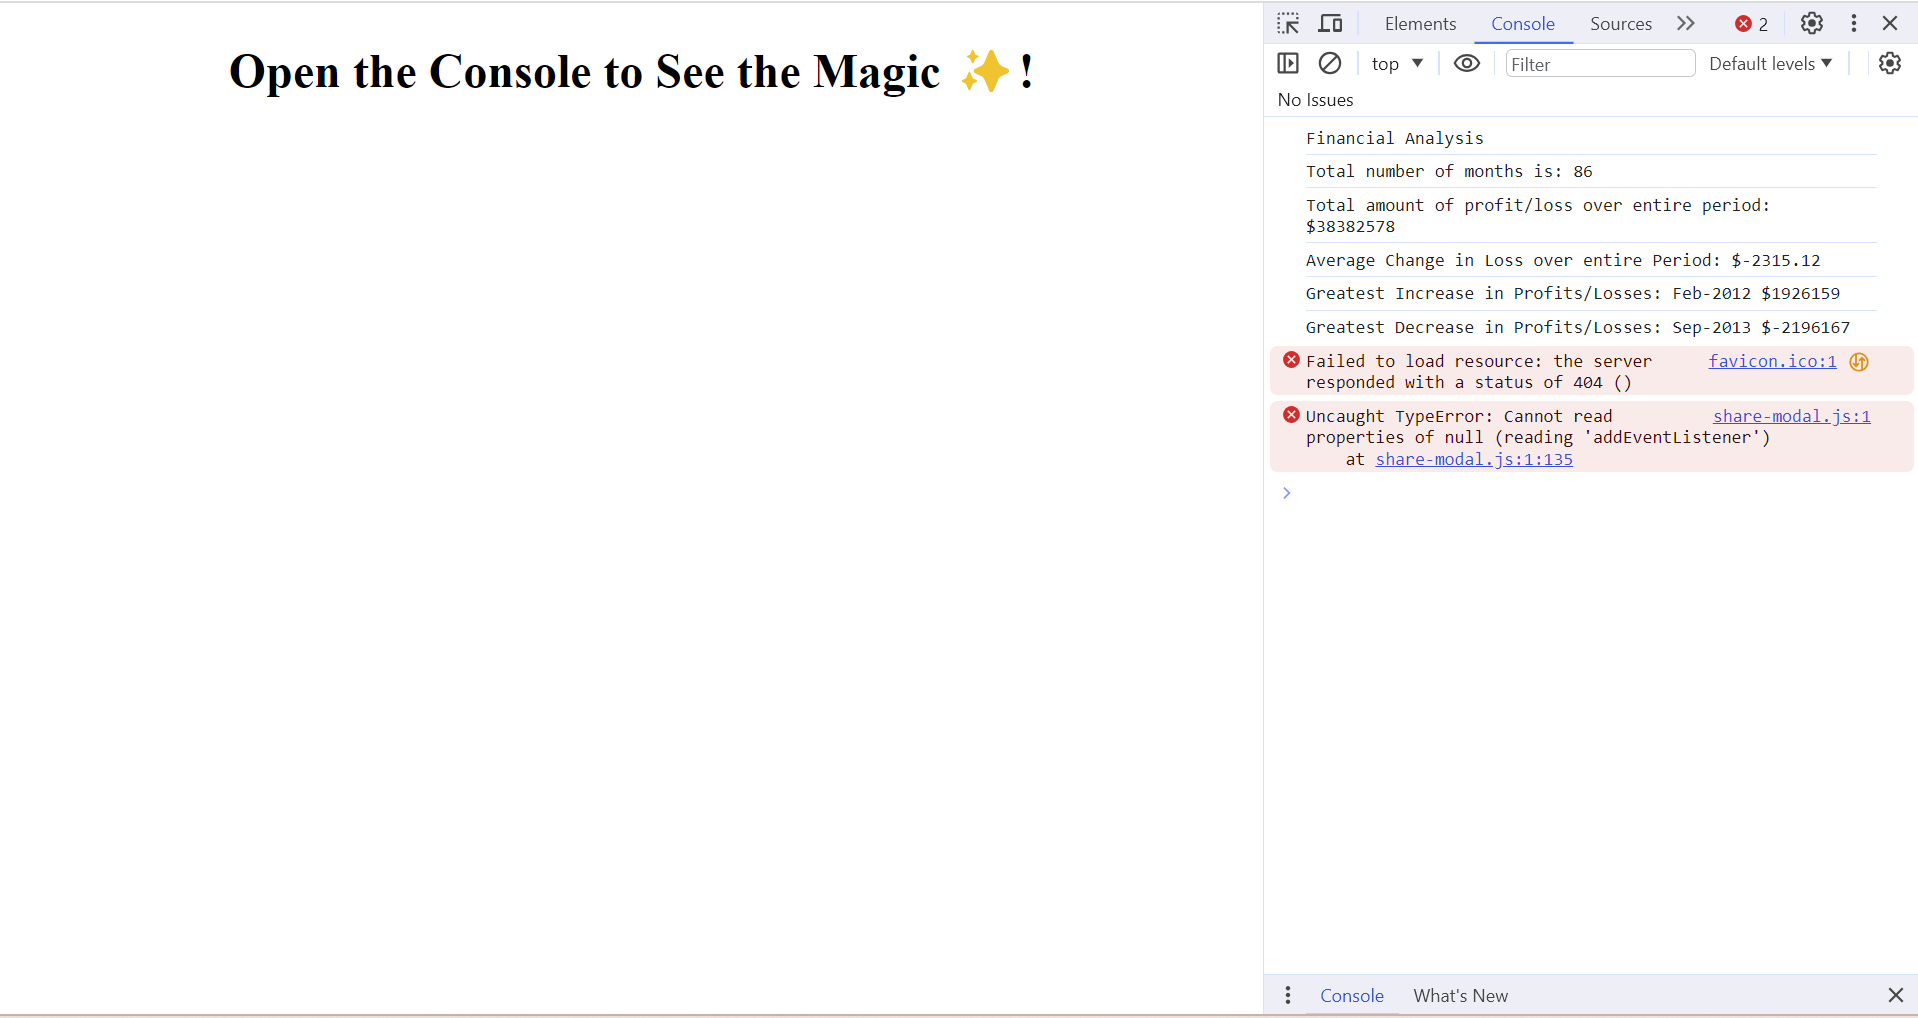 Open the Console to See the Magic ✨!
Elements Console Sources 2
top Filter Default levels
No Issues
Financial Analysis
Total number of months is: 86
Total amount of profit/loss over entire period:
$38382578
Average Change in Loss over entire Period: $-2315.12
Greatest Increase in Profits/Losses: Feb-2012 $1926159
Greatest Decrease in Profits/Losses: Sep-2013 $-2196167
Failed to load resource: the server favicon.ico:1
responded with a status of 404 ()
Uncaught TypeError: Cannot read share-modal.js:1
properties of null (reading 'addEventListener')
at share-modal.js:1:135
Console What's New